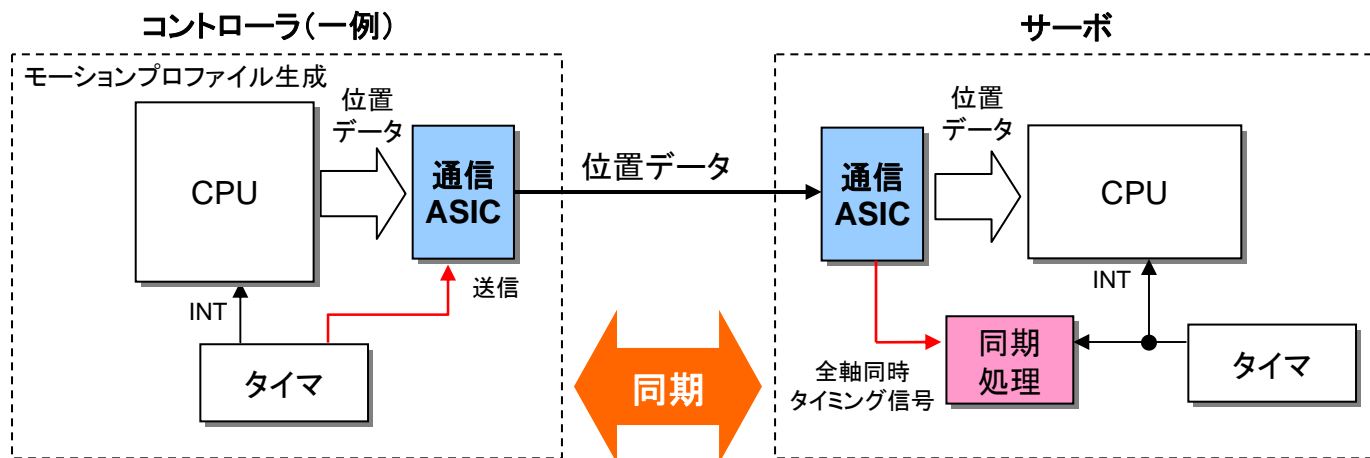 コントローラ(一例)
モーションプロファイル生成
CPU
位置
データ
通信
ASIC
INT
送信
タイマ
位置データ
同期
サーボ
通信
ASIC
位置
データ
CPU
INT
全軸同時
タイミング信号
同期
処理
タイマ